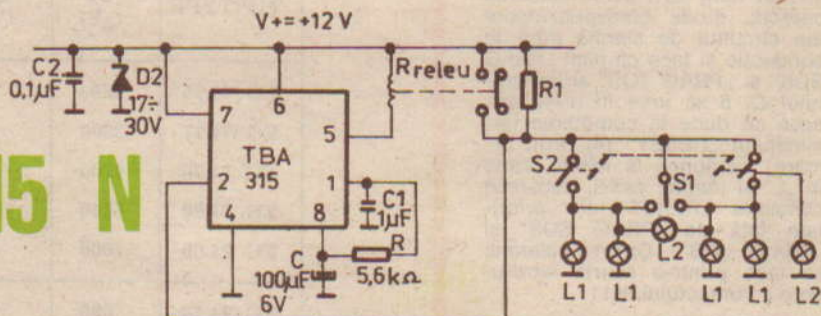 V+=+12 V
C2
0,1μF
D2
17÷
30V
Rreleu
R1
7
6
5
TBA
315
2
1
4
8
C1
1μF
C
100μF
6V
R
5,6kΩ
S2
S1
L2
L1
L1
L1
L1
L2
15 N